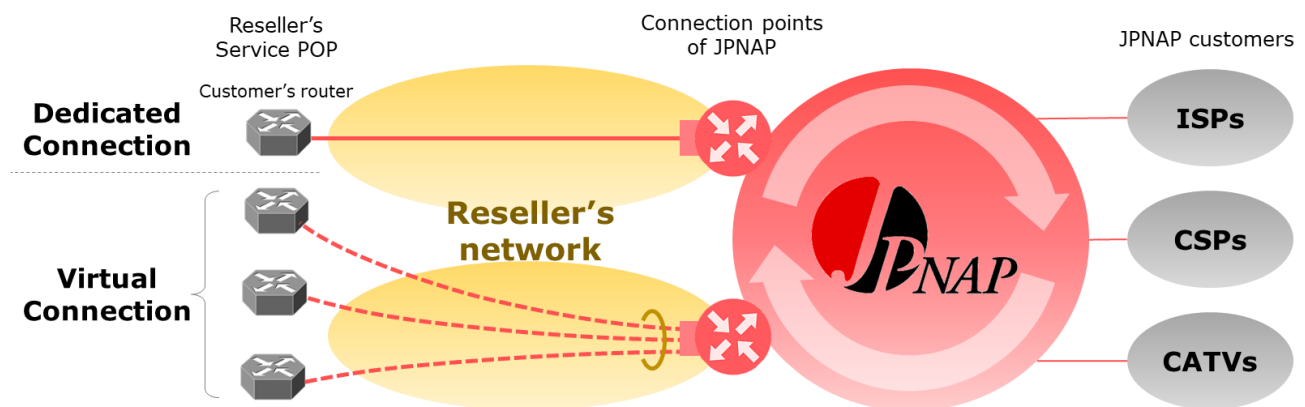 Reseller's
Service POP
Connection points
of JPNAP
JPNAP customers
Customer's router
Dedicated
Connection
ISPs
Reseller's
network
JPNAP
CSPs
Virtual
Connection
CATVs